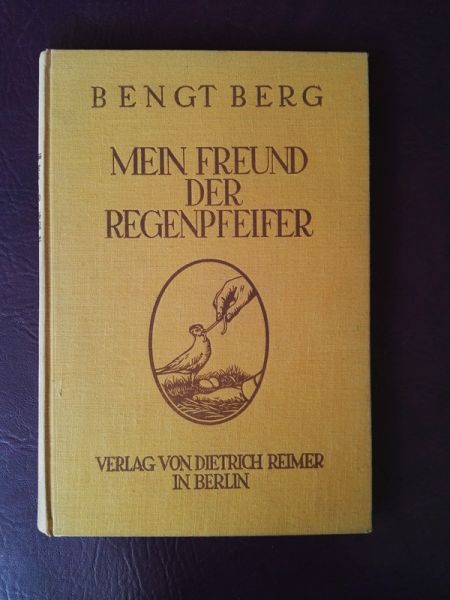 BENGT BERG
MEIN FREUND
DER
REGENPFEIFER
VERLAG VON DIETRICH REIMER
IN BERLIN